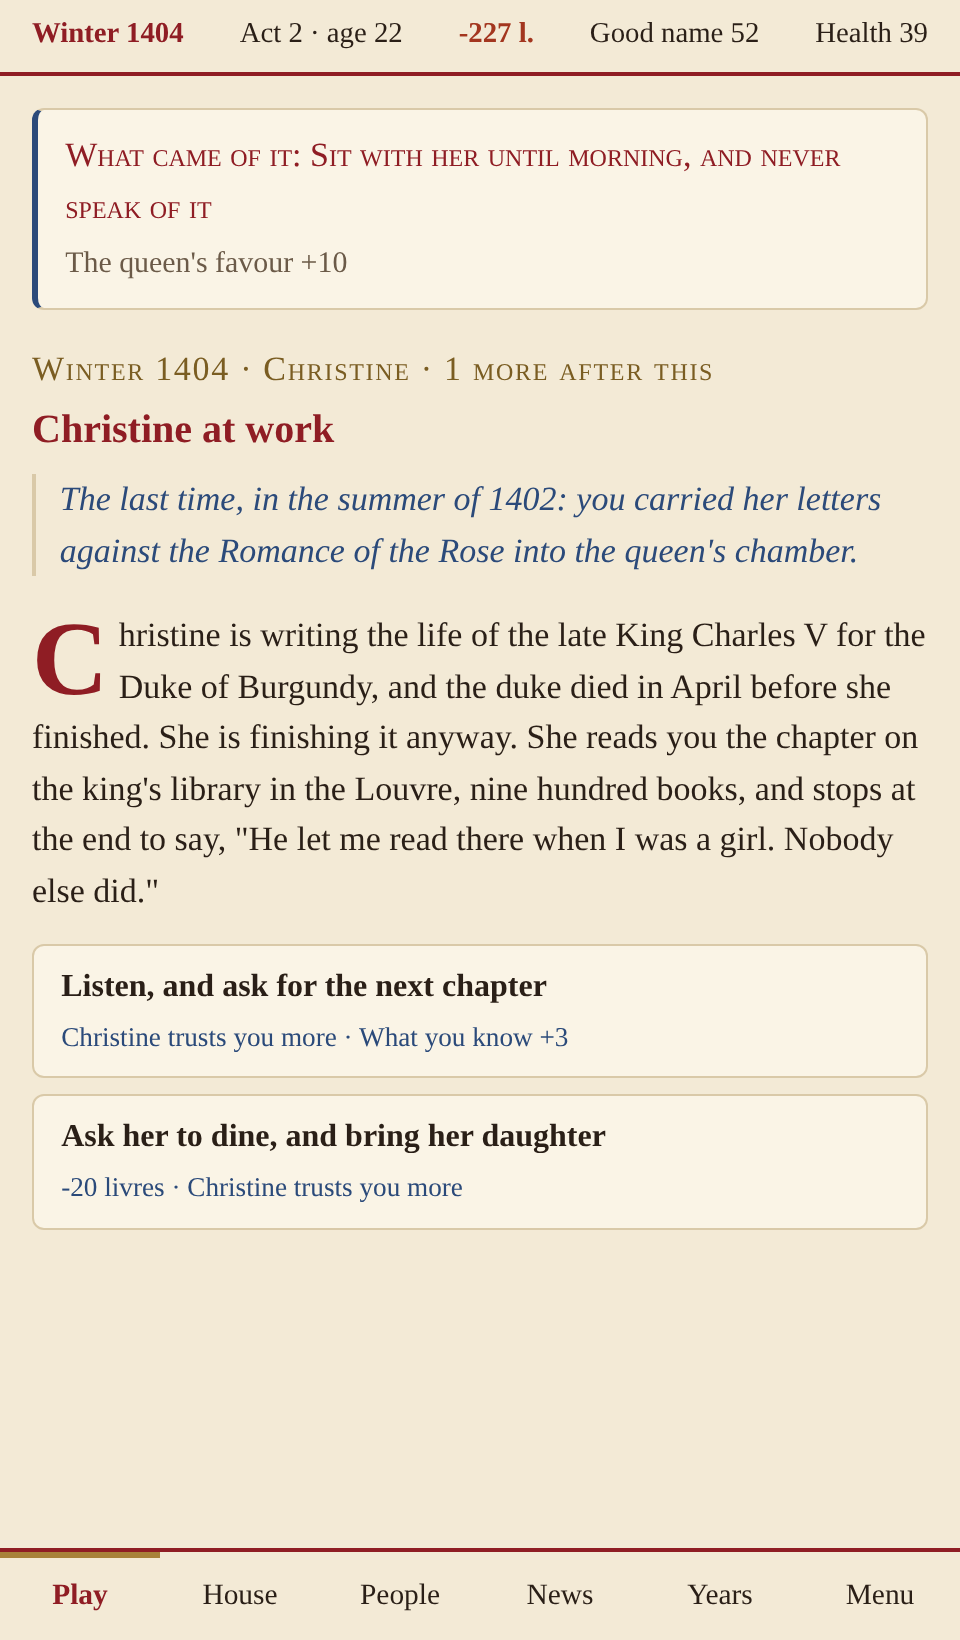 Winter 1404 Act 2 · age 22 -227 l. Good name 52 Health 39
What came of it: Sit with her until morning, and never
speak of it
The queen's favour +10
Winter 1404 · Christine · 1 more after this
Christine at work
The last time, in the summer of 1402: you carried her letters
against the Romance of the Rose into the queen's chamber.
Christine is writing the life of the late King Charles V for the
Duke of Burgundy, and the duke died in April before she
finished. She is finishing it anyway. She reads you the chapter on
the king's library in the Louvre, nine hundred books, and stops at
the end to say, "He let me read there when I was a girl. Nobody
else did."
Listen, and ask for the next chapter
Christine trusts you more · What you know +3
Ask her to dine, and bring her daughter
-20 livres · Christine trusts you more
Play House People News Years Menu